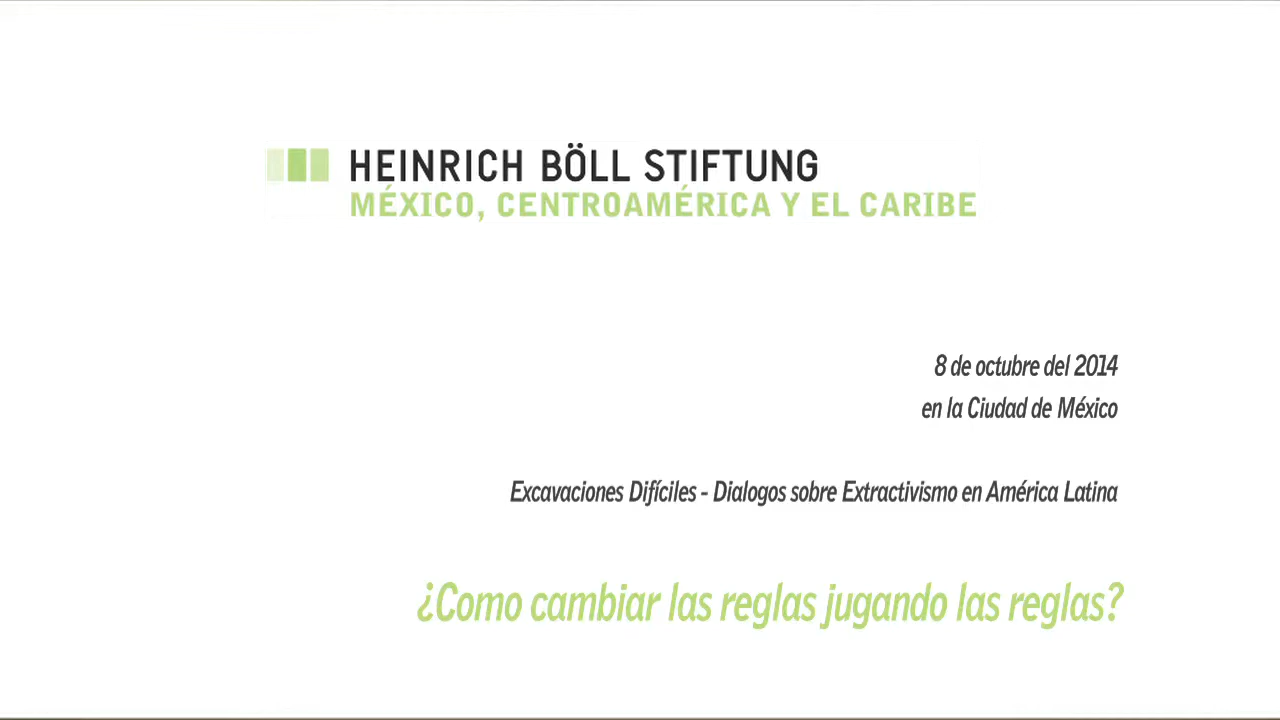 HEINRICH BÖLL STIFTUNG
MÉXICO, CENTROAMÉRICA Y EL CARIBE
8 de octubre del 2014
en la Ciudad de México
Excavaciones Difíciles - Dialogos sobre Extractivismo en América Latina
¿Como cambiar las reglas jugando las reglas?